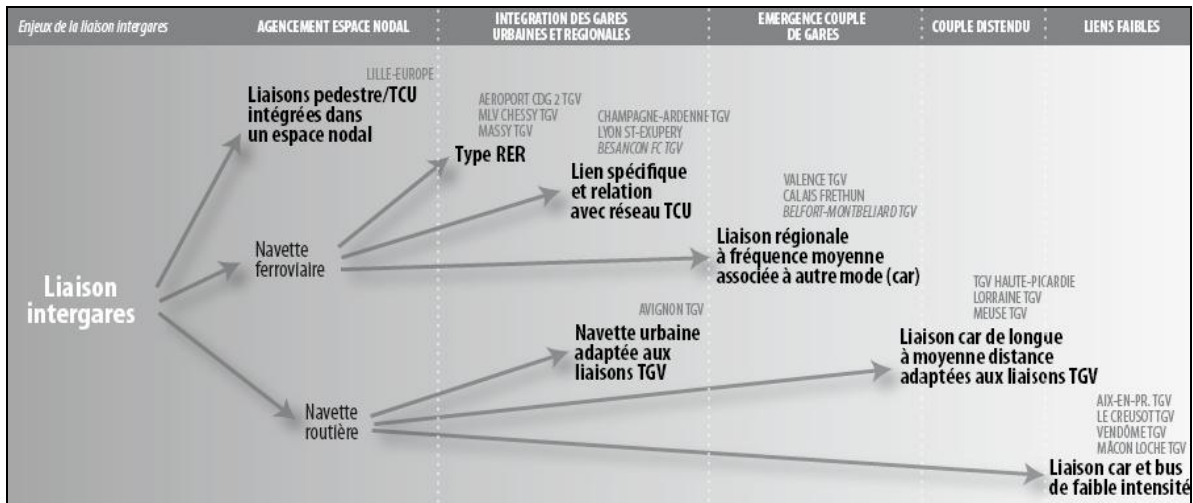 Enjeux de la liaison intergares
AGENCEMENT ESPACE NODAL
INTEGRATION DES GARES
URBAINES ET REGIONALES
EMERGENCE COUPLE
DE GARES
COUPLE DISTENDU
LIENS FAIBLES
LILLE-EUROPE
Liaisons pedestre/TCU
intégrées dans
un espace nodal
AEROPORT CDG 2 TGV
MLV CHESSY TGV
MASSY TGV
Type RER
CHAMPAGNE-ARDENNE TGV
LYON ST-EXUPERY
BESANCON FC TGV
Lien spécifique
et relation
avec réseau TCU
VALENCE TGV
CALAIS FRETHUN
BELFORT-MONTBELIARD TGV
Liaison régionale
à fréquence moyenne
associée à autre mode (car)
Navette
ferroviaire
Liaison
intergares
AVIGNON TGV
Navette urbaine
adaptée aux
liaisons TGV
TGV HAUTE-PICARDIE
LORRAINE TGV
MEUSE TGV
Liaison car de longue
à moyenne distance
adaptées aux liaisons TGV
Navette
routière
AIX-EN-PR. TGV
LE CREUSOT TGV
VENDÔME TGV
MÂCON LOCHE TGV
Liaison car et bus
de faible intensité